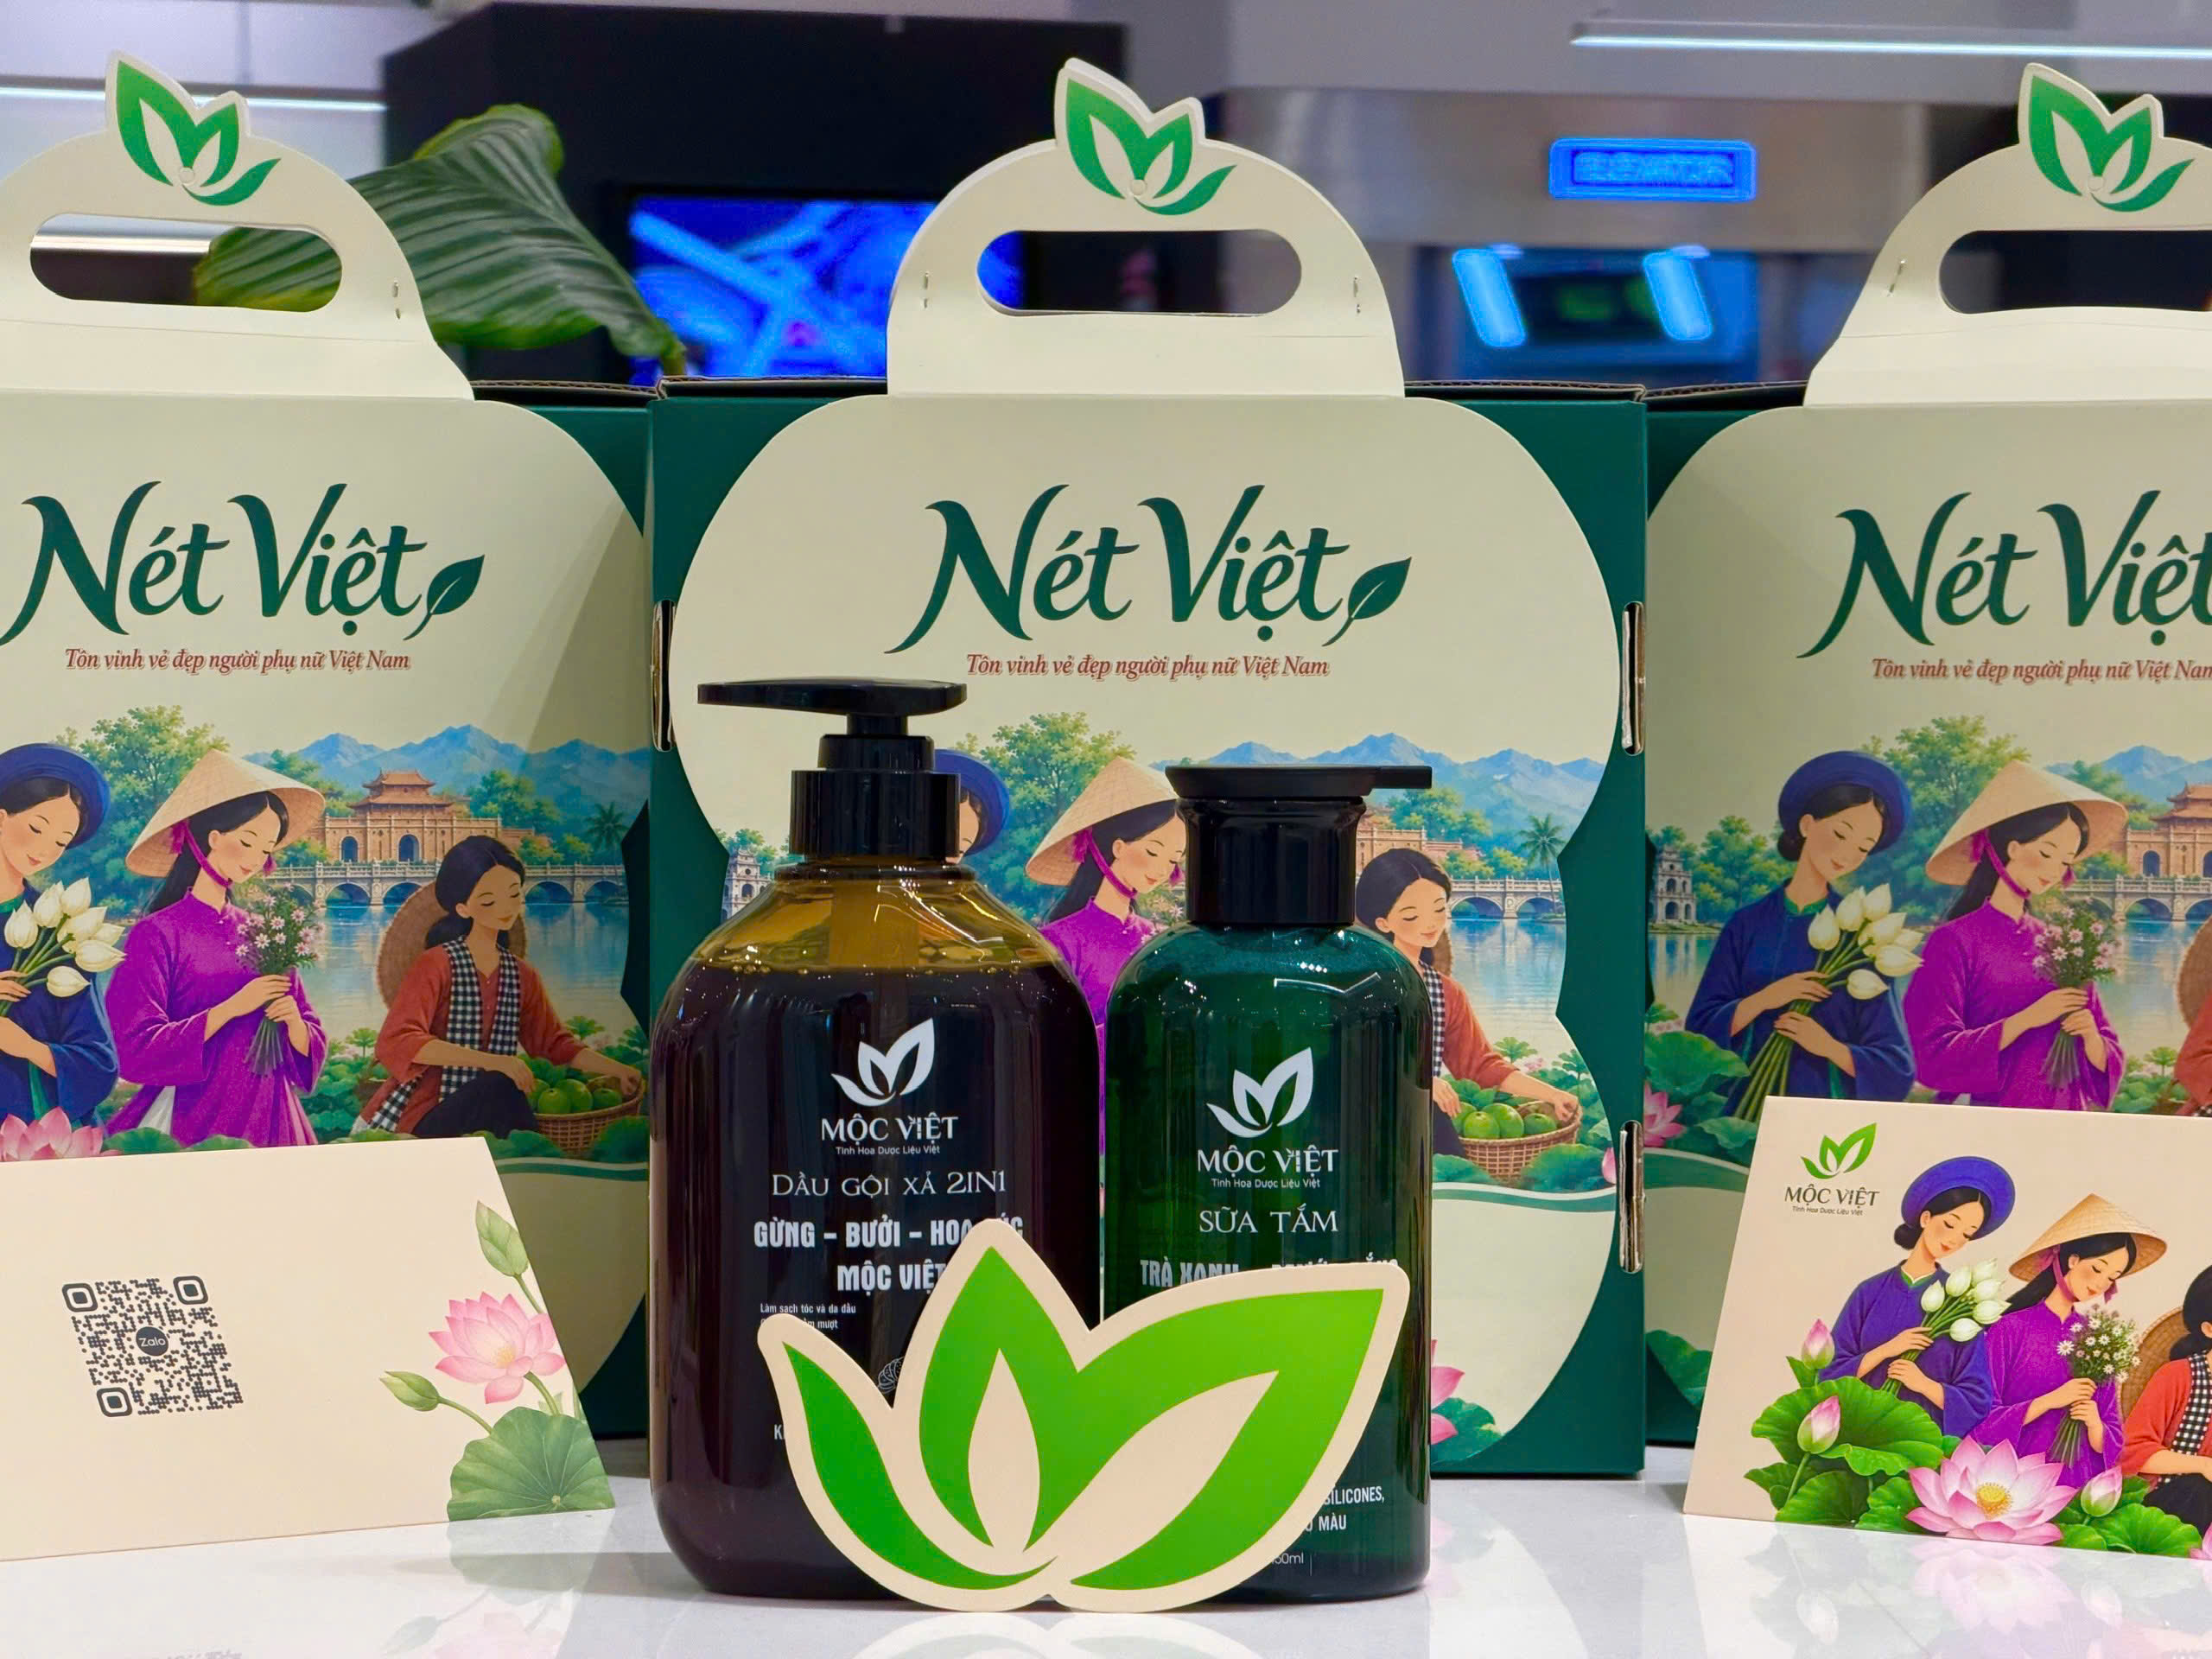 Nét Việt
Tôn vinh vẻ đẹp người phụ nữ Việt Nam
Nét Việt
Tôn vinh vẻ đẹp người phụ nữ Việt Nam
Nét Việt
Tôn vinh vẻ đẹp người phụ nữ Việt Nam
MỘC VIỆT
Tinh Hoa Dược Liệu Việt
DẦU GỘI XẢ 2IN1
GỪNG – BƯỞI –
MỘC VIỆT
Làm sạch tóc và da đầu
mượt
MỘC VIỆT
Tinh Hoa Dược Liệu Việt
SỮA TẮM
TRÀ XANH
SILICONES,
MÀU
Zalo
MỘC VIỆT
Tinh Hoa Dược Liệu Việt